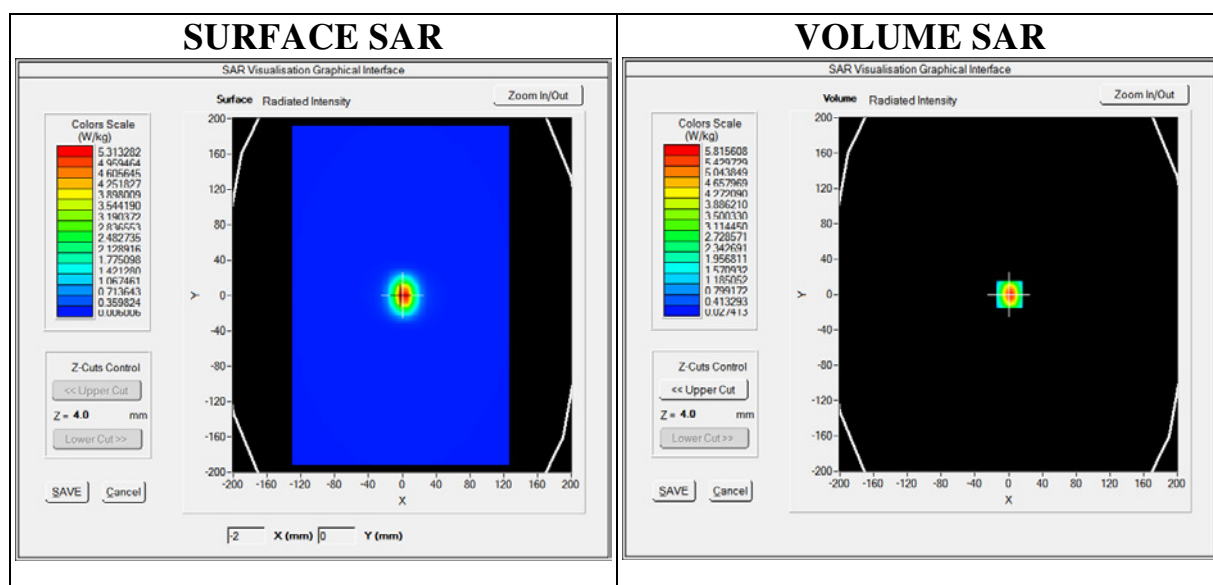 SURFACE SAR
SAR Visualisation Graphical Interface
Surface Radiated Intensity
Zoom In/Out
Colors Scale
(W/kg)
5.313282
4.959464
4.605645
4.251827
3.898009
3.544190
3.190372
2.836553
2.482735
2.128916
1.775098
1.421280
1.067461
0.713643
0.359824
0.006006
200
160
120
80
40
0
-40
-80
-120
-160
-200
Y
-200 -160 -120 -80 -40 0 40 80 120 160 200
X
Z-Cuts Control
<< Upper Cut
Z = 4.0 mm
Lower Cut >>
SAVE Cancel
-2 X (mm) 0 Y (mm)
VOLUME SAR
SAR Visualisation Graphical Interface
Volume Radiated Intensity
Zoom In/Out
Colors Scale
(W/kg)
5.815608
5.429729
5.043849
4.657969
4.272090
3.886210
3.500330
3.114450
2.728571
2.342691
1.956811
1.570932
1.185052
0.799172
0.413293
0.027413
200
160
120
80
40
0
-40
-80
-120
-160
-200
Y
-200 -160 -120 -80 -40 0 40 80 120 160 200
X
Z-Cuts Control
<< Upper Cut
Z = 4.0 mm
Lower Cut >>
SAVE Cancel